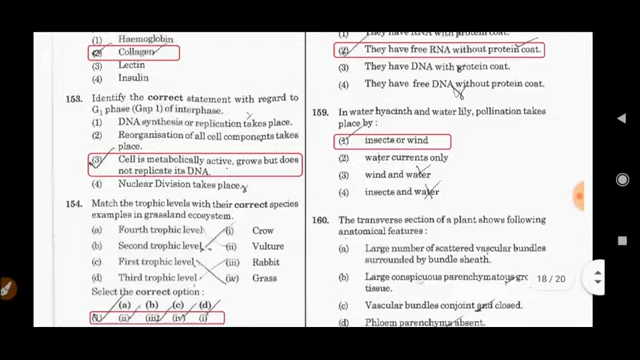 (1) Haemoglobin
(2) Collagen
(3) Lectin
(4) Insulin
153. Identify the correct statement with regard to
G1 phase (Gap 1) of interphase.
(1) DNA synthesis or replication takes place.
(2) Reorganisation of all cell components takes
place.
(3) Cell is metabolically active, grows but does
not replicate its DNA.
(4) Nuclear Division takes place.
154. Match the trophic levels with their correct species
examples in grassland ecosystem.
(a) Fourth trophic level (i) Crow
(b) Second trophic level (ii) Vulture
(c) First trophic level (iii) Rabbit
(d) Third trophic level (iv) Grass
Select the correct option :
(a) (b) (c) (d)
(1) (ii) (iii) (iv) (i)
(1) They have RNA with protein coat.
(2) They have free RNA without protein coat.
(3) They have DNA with protein coat.
(4) They have free DNA without protein coat.
159. In water hyacinth and water lily, pollination takes
place by :
(1) insects or wind
(2) water currents only
(3) wind and water
(4) insects and water
160. The transverse section of a plant shows following
anatomical features :
(a) Large number of scattered vascular bundles
surrounded by bundle sheath.
(b) Large conspicuous parenchymatous
tissue.
(c) Vascular bundles conjoint and closed.
(d) Phloem parenchyma absent.
18 / 20